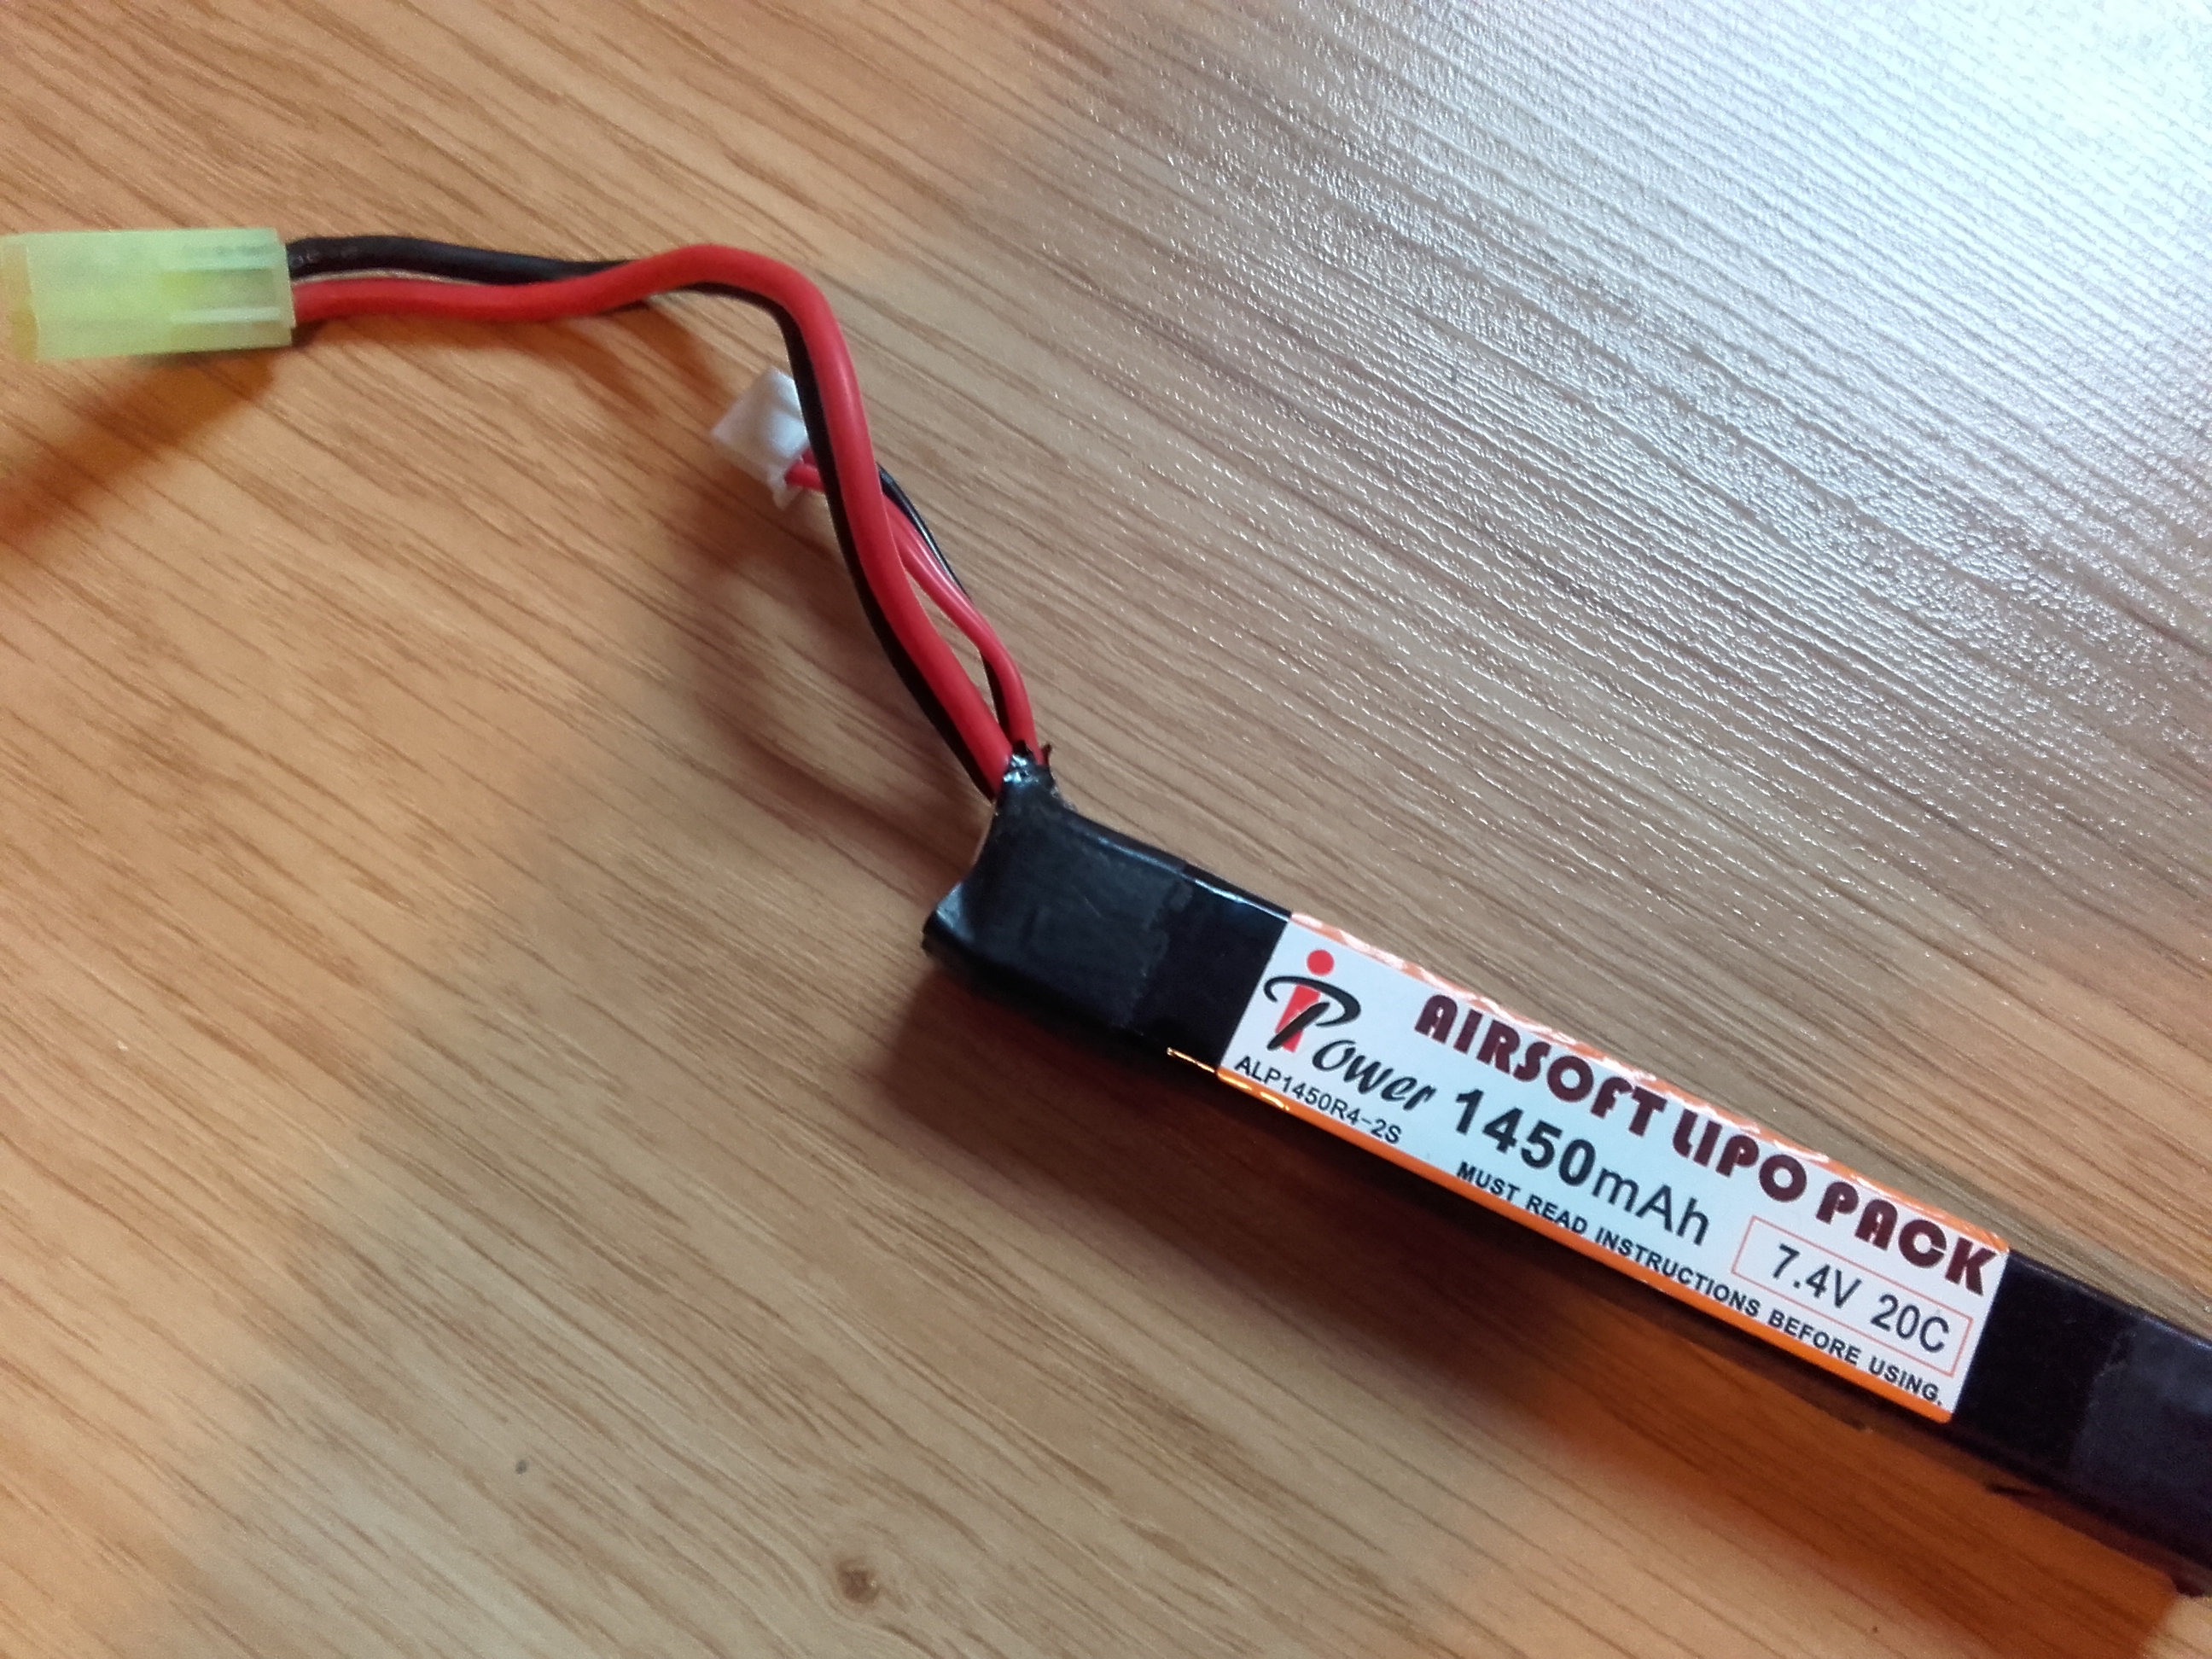 iPower
AIRSOFT LIPO PACK
ALP1450R4-2S
1450mAh
7.4V 20C
MUST READ INSTRUCTIONS BEFORE USING.